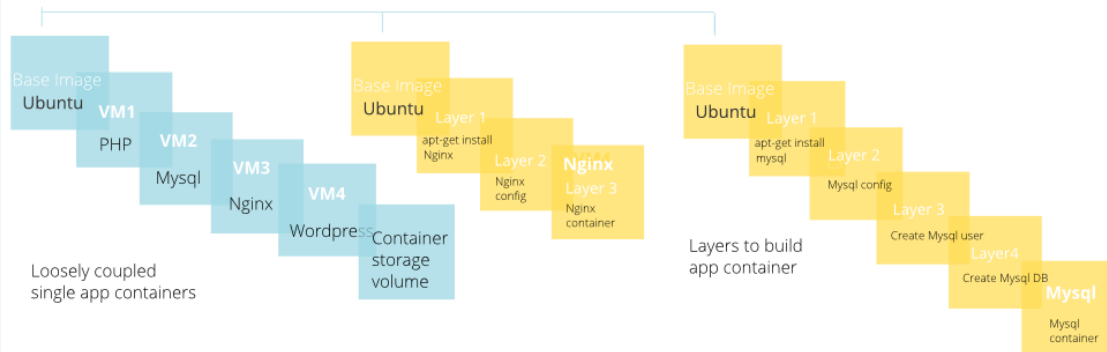 Base Image
Ubuntu
VM1
PHP
VM2
Mysql
VM3
Nginx
VM4
Wordpress
Container
storage
volume
Loosely coupled
single app containers
Base Image
Ubuntu
Layer 1
apt-get install
Nginx
Layer 2
Nginx
config
Nginx
Layer 3
Nginx
container
Base Image
Ubuntu
Layer 1
apt-get install
mysql
Layer 2
Mysql config
Layer 3
Create Mysql user
Layer4
Create Mysql DB
Mysql
Mysql
container
Layers to build
app container